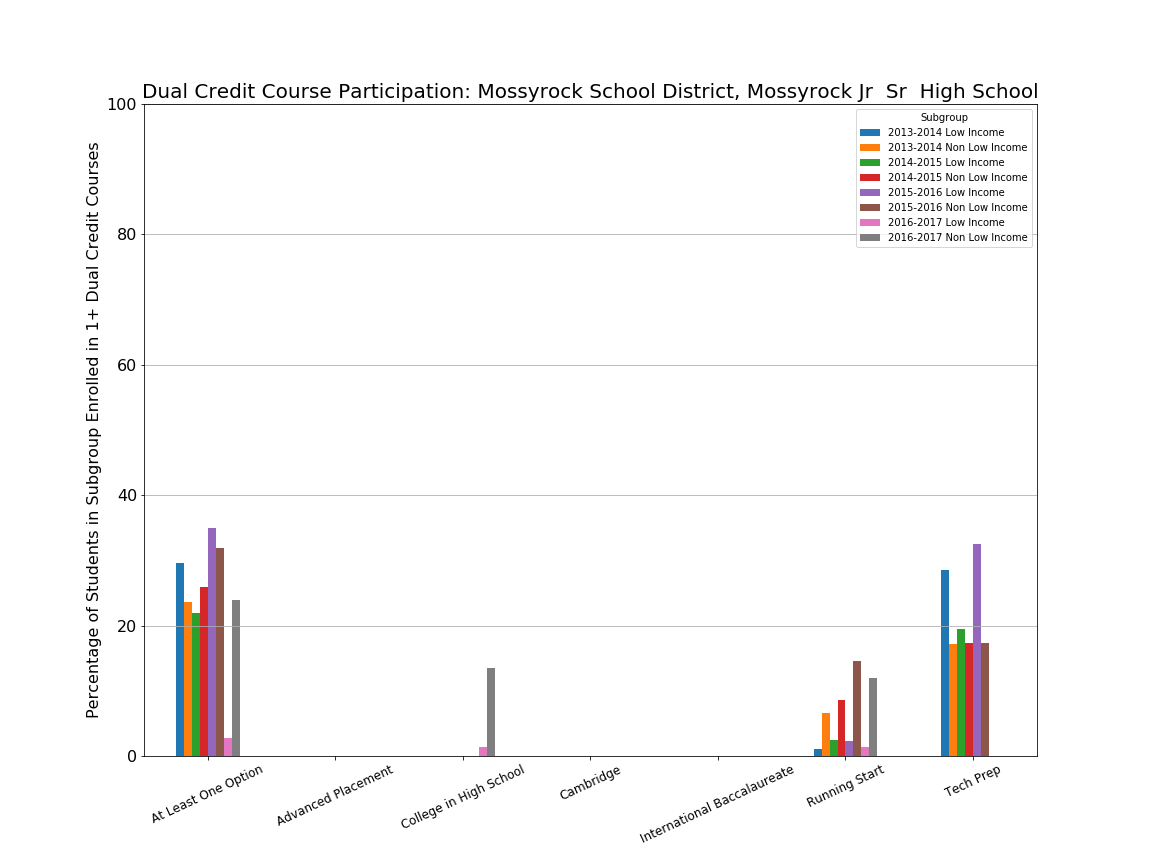 Dual Credit Course Participation: Mossyrock School District, Mossyrock Jr  Sr  High School
Percentage of Students in Subgroup Enrolled in 1+ Dual Credit Courses
100
80
60
40
20
0
Subgroup
2013-2014 Low Income
2013-2014 Non Low Income
2014-2015 Low Income
2014-2015 Non Low Income
2015-2016 Low Income
2015-2016 Non Low Income
2016-2017 Low Income
2016-2017 Non Low Income
At Least One Option
Advanced Placement
College in High School
Cambridge
International Baccalaureate
Running Start
Tech Prep